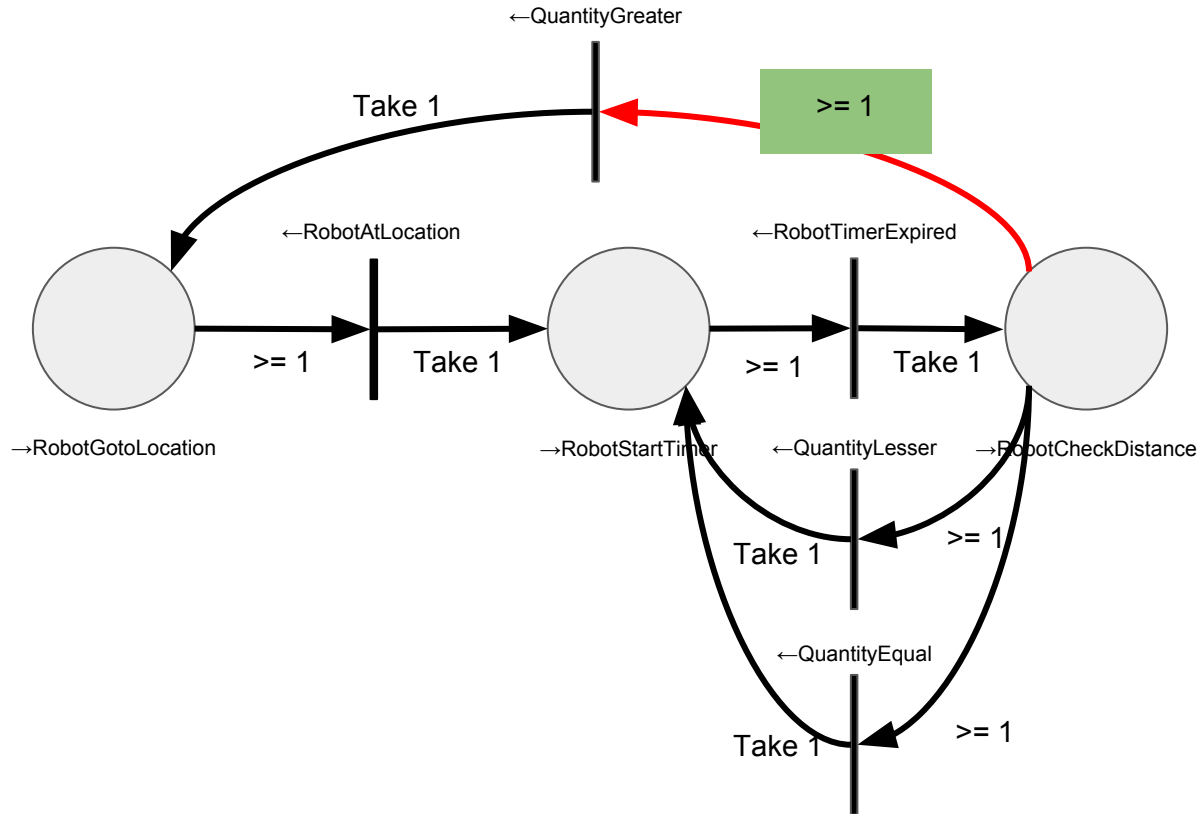 ←QuantityGreater
Take 1
>= 1
←RobotAtLocation
←RobotTimerExpired
>= 1
Take 1
>= 1
Take 1
→RobotGotoLocation
→RobotStartTimer
←QuantityLesser
→RobotCheckDistance
Take 1
>= 1
←QuantityEqual
Take 1
>= 1